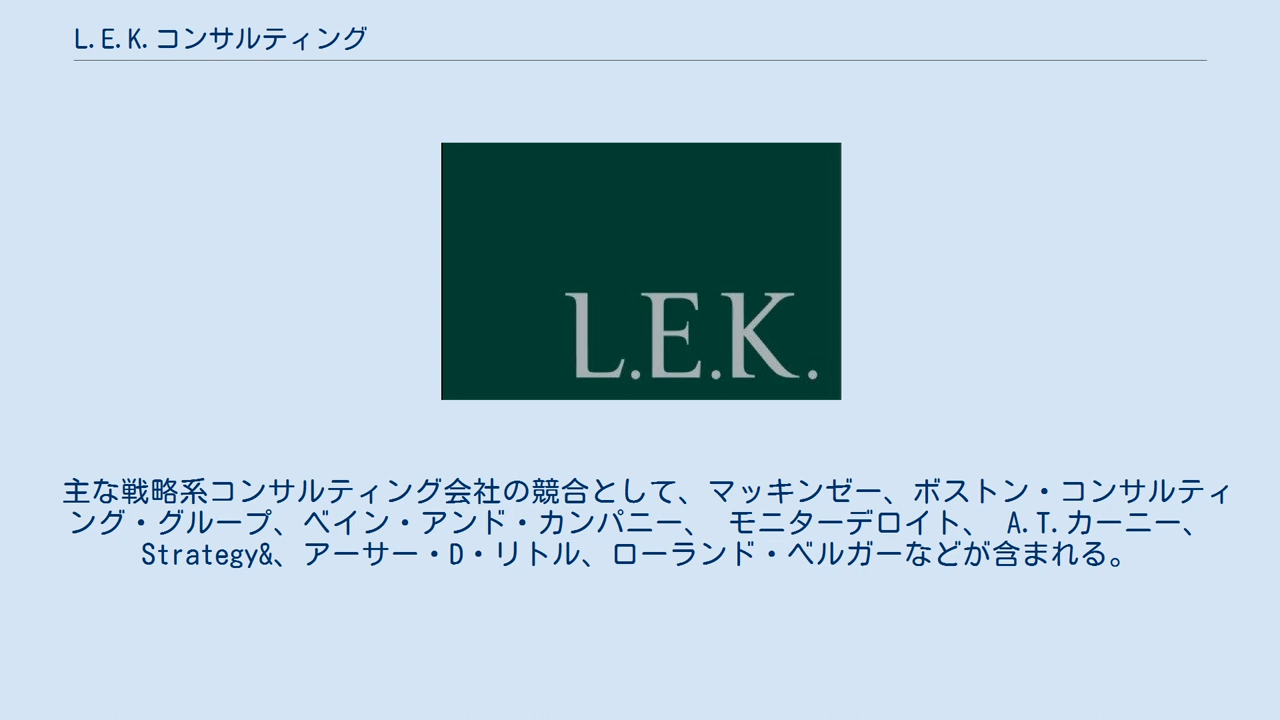 L.E.K.コンサルティング
L.E.K.
主な戦略系コンサルティング会社の競合として、マッキンゼー、ボストン・コンサルティ
ング・グループ、ベイン・アンド・カンパニー、 モニターデロイト、 A.T.カーニー、
Strategy&、アーサー・D・リトル、ローランド・ベルガーなどが含まれる。